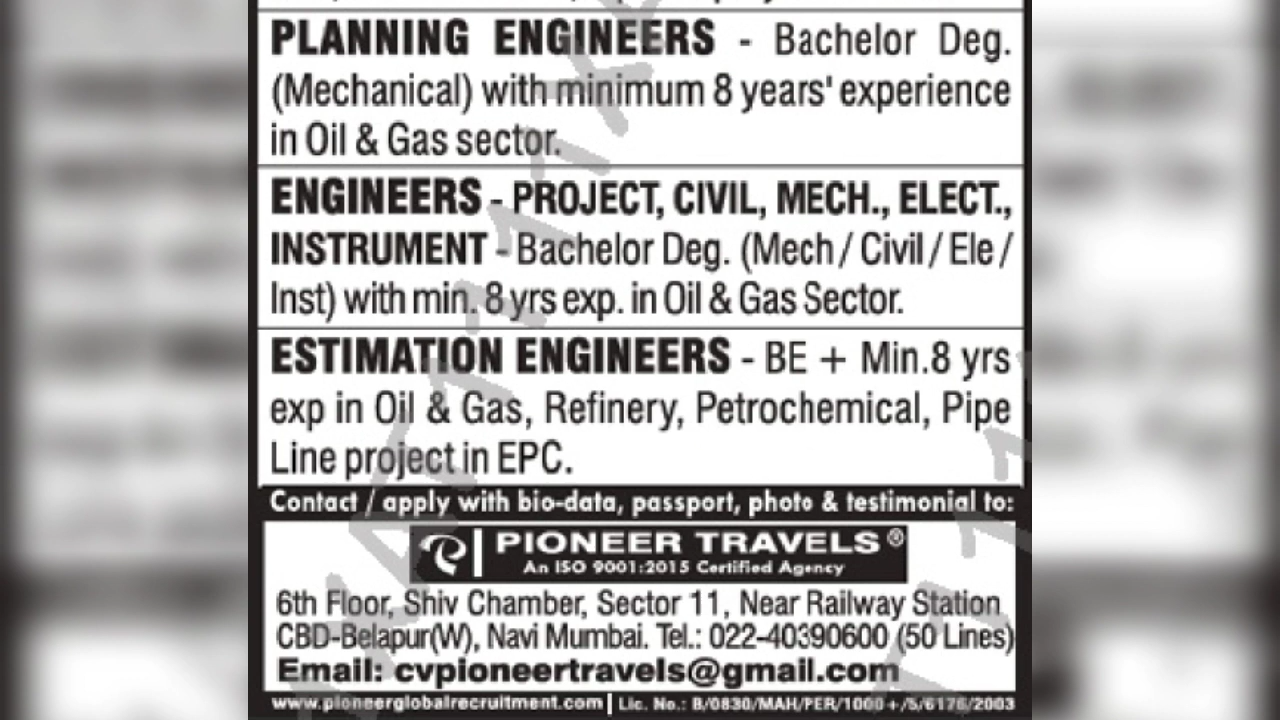 PLANNING ENGINEERS - Bachelor Deg.
(Mechanical) with minimum 8 years' experience
in Oil & Gas sector.
ENGINEERS - PROJECT, CIVIL, MECH., ELECT.,
INSTRUMENT - Bachelor Deg. (Mech / Civil / Ele /
Inst) with min. 8 yrs exp. in Oil & Gas Sector.
ESTIMATION ENGINEERS - BE + Min.8 yrs
exp in Oil & Gas, Refinery, Petrochemical, Pipe
Line project in EPC.
Contact / apply with bio-data, passport, photo & testimonial to:
PIONEER TRAVELS®
An ISO 9001:2015 Certified Agency
6th Floor, Shiv Chamber, Sector 11, Near Railway Station
CBD-Belapur(W), Navi Mumbai. Tel.: 022-40390600 (50 Lines)
Email: cvpioneertravels@gmail.com
www.pioneerglobalrecruitment.com | Lic. No.: B/0830/MAH/PER/1000+/5/6176/2003